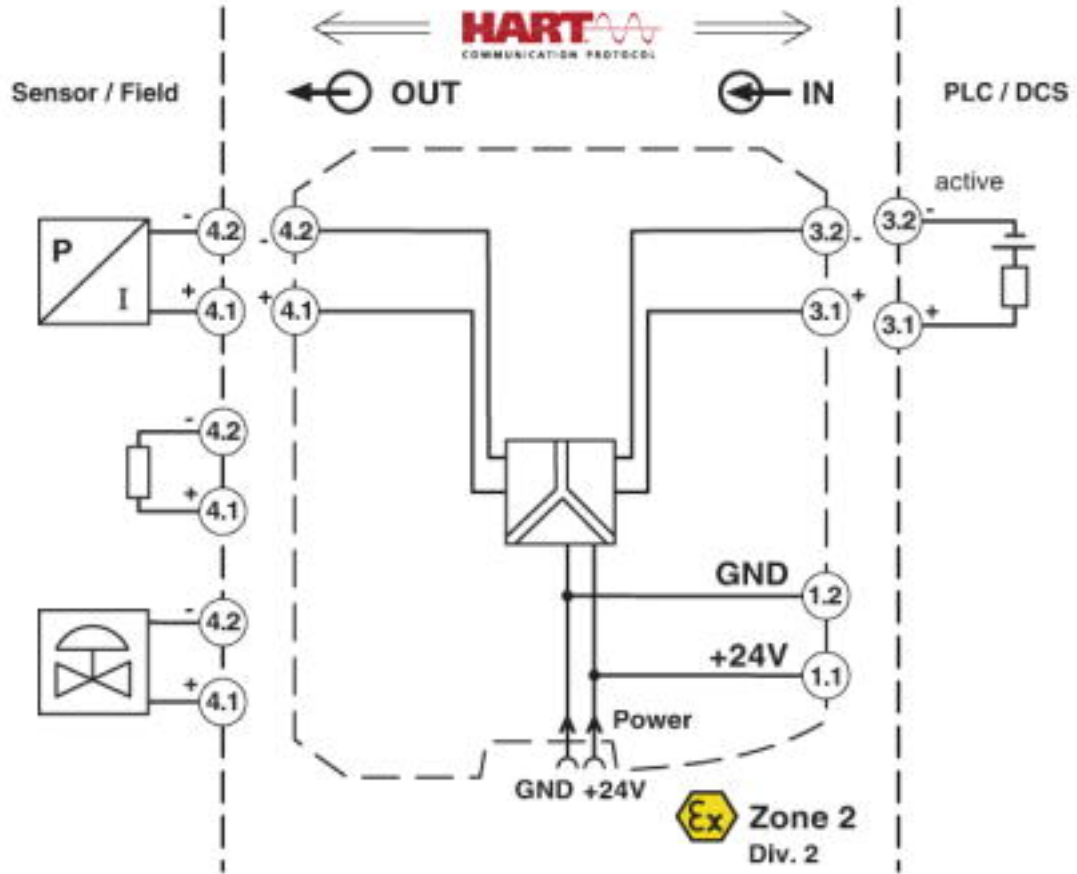 HART
COMMUNICATION PROTOCOL
Sensor / Field
OUT
IN
PLC / DCS
active
P
I
- 4.2
+ 4.1
- 4.2
+ 4.1
3.2 -
3.1 +
3.2 -
3.1 +
- 4.2
+ 4.1
- 4.2
+ 4.1
GND 1.2
+24V 1.1
Power
GND +24V
Ex Zone 2
Div. 2